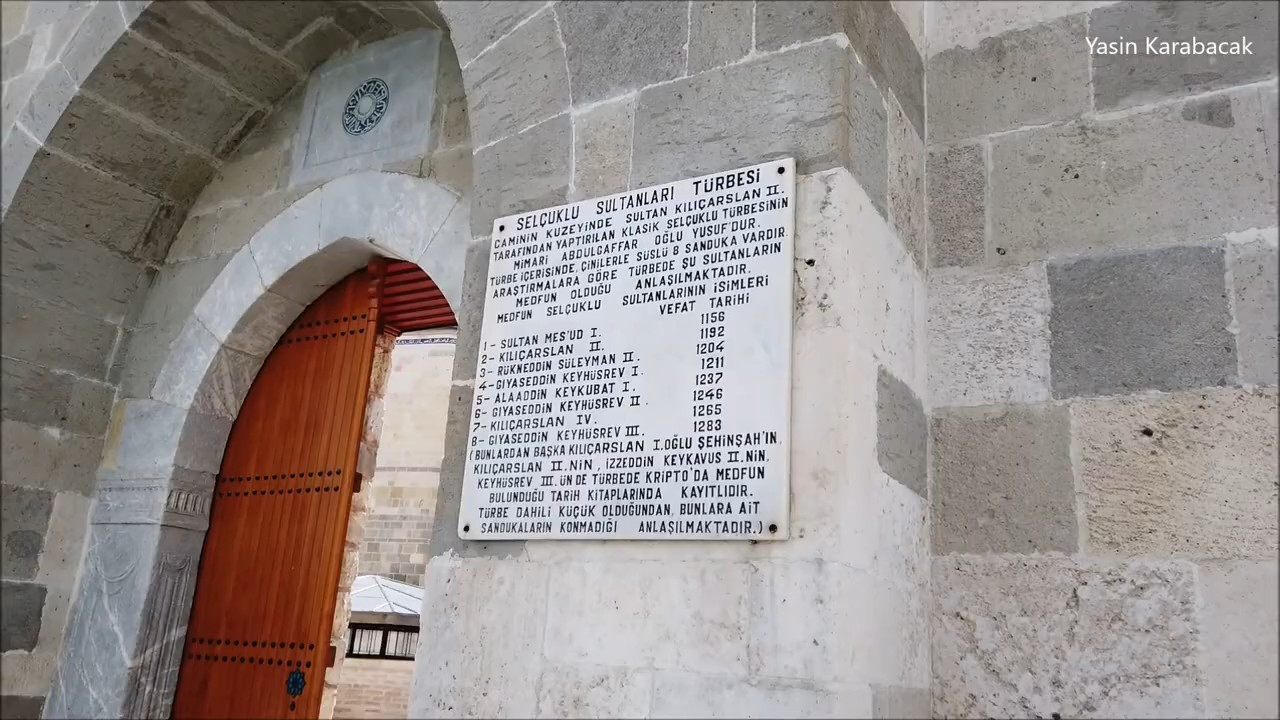 Yasin Karabacak
SELÇUKLU SULTANLARI TÜRBESİ
CAMİNİN KUZEYİNDE SULTAN KILIÇARSLAN II.
TARAFINDAN YAPTIRILAN KLASİK SELÇUKLU TÜRBESİNİN
MİMARI ABDULGAFFAR OĞLU YUSUF'DUR.
TÜRBE İÇERİSİNDE, ÇİNİLERLE SÜSLÜ 8 SANDUKA VARDIR.
ARAŞTIRMALARA GÖRE TÜRBEDE ŞU SULTANLARIN
MEDFUN OLDUĞU ANLAŞILMAKTADIR.
MEDFUN SELÇUKLU SULTANLARININ İSİMLERİ
VEFAT TARİHİ
1- SULTAN MES'UD I. 1156
2- KILIÇARSLAN II. 1192
3- RÜKNEDDİN SÜLEYMAN II. 1204
4- GIYASEDDİN KEYHÜSREV I. 1211
5- ALAADDİN KEYKUBAT I. 1237
6- GIYASEDDİN KEYHÜSREV II. 1246
7- KILIÇARSLAN IV. 1265
8- GIYASEDDİN KEYHÜSREV III. 1283
(BUNLARDAN BAŞKA KILIÇARSLAN I.OĞLU ŞEHİNŞAH'IN,
KILIÇARSLAN II.NİN, İZZEDDİN KEYKAVUS II.NİN,
KEYHÜSREV III.ÜN DE TÜRBEDE KRİPTO'DA MEDFUN
BULUNDUĞU TARİH KİTAPLARINDA KAYITLIDIR.
TÜRBE DAHİLİ KÜÇÜK OLDUĞUNDAN, BUNLARA AİT
SANDUKALARIN KONMADIĞI ANLAŞILMAKTADIR.)